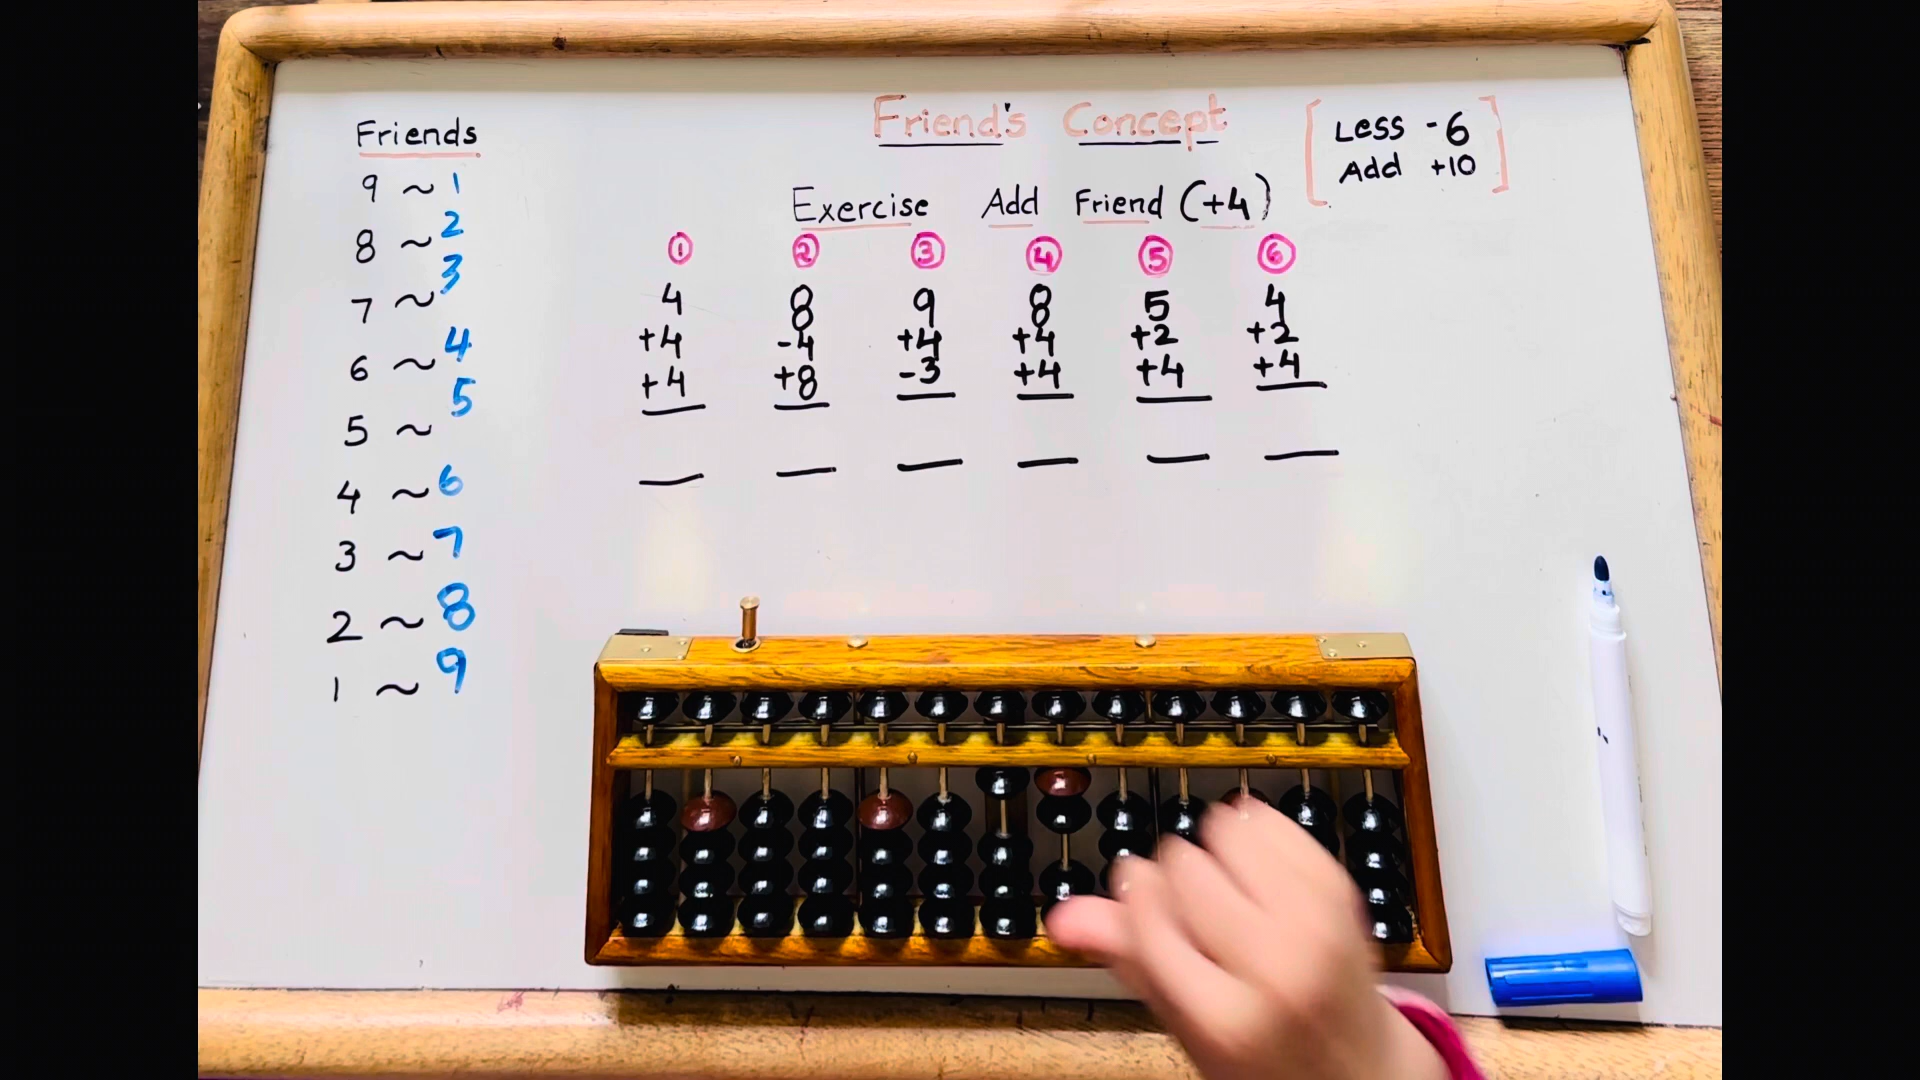 Friend's Concept
Less -6
Add +10
Friends
9 ~ 1
8 ~ 2
7 ~ 3
6 ~ 4
5 ~ 5
4 ~ 6
3 ~ 7
2 ~ 8
1 ~ 9
Exercise Add Friend (+4)
① ② ③ ④ ⑤ ⑥
4 8 9 8 5 4
+4 -4 +4 +4 +2 +2
+4 +8 -3 +4 +4 +4